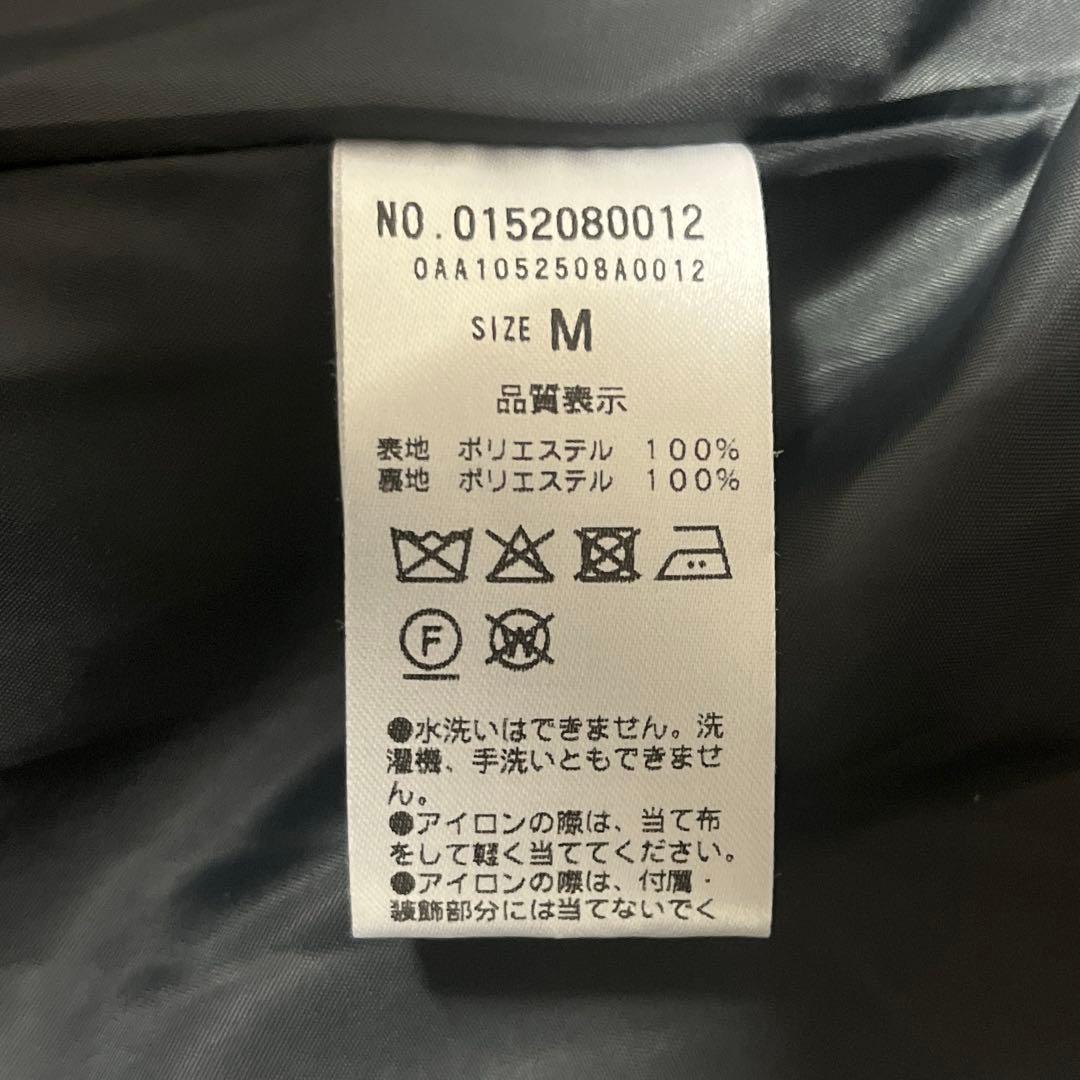 NO.0152080012
0AA1052508A0012
SIZE M
品質表示
表地 ポリエステル 100%
裏地 ポリエステル 100%
F
W
●水洗いはできません。洗
濯機、手洗いともできませ
ん。
●アイロンの際は、当て布
をして軽く当ててください。
●アイロンの際は、付属・
装飾部分には当てないでく